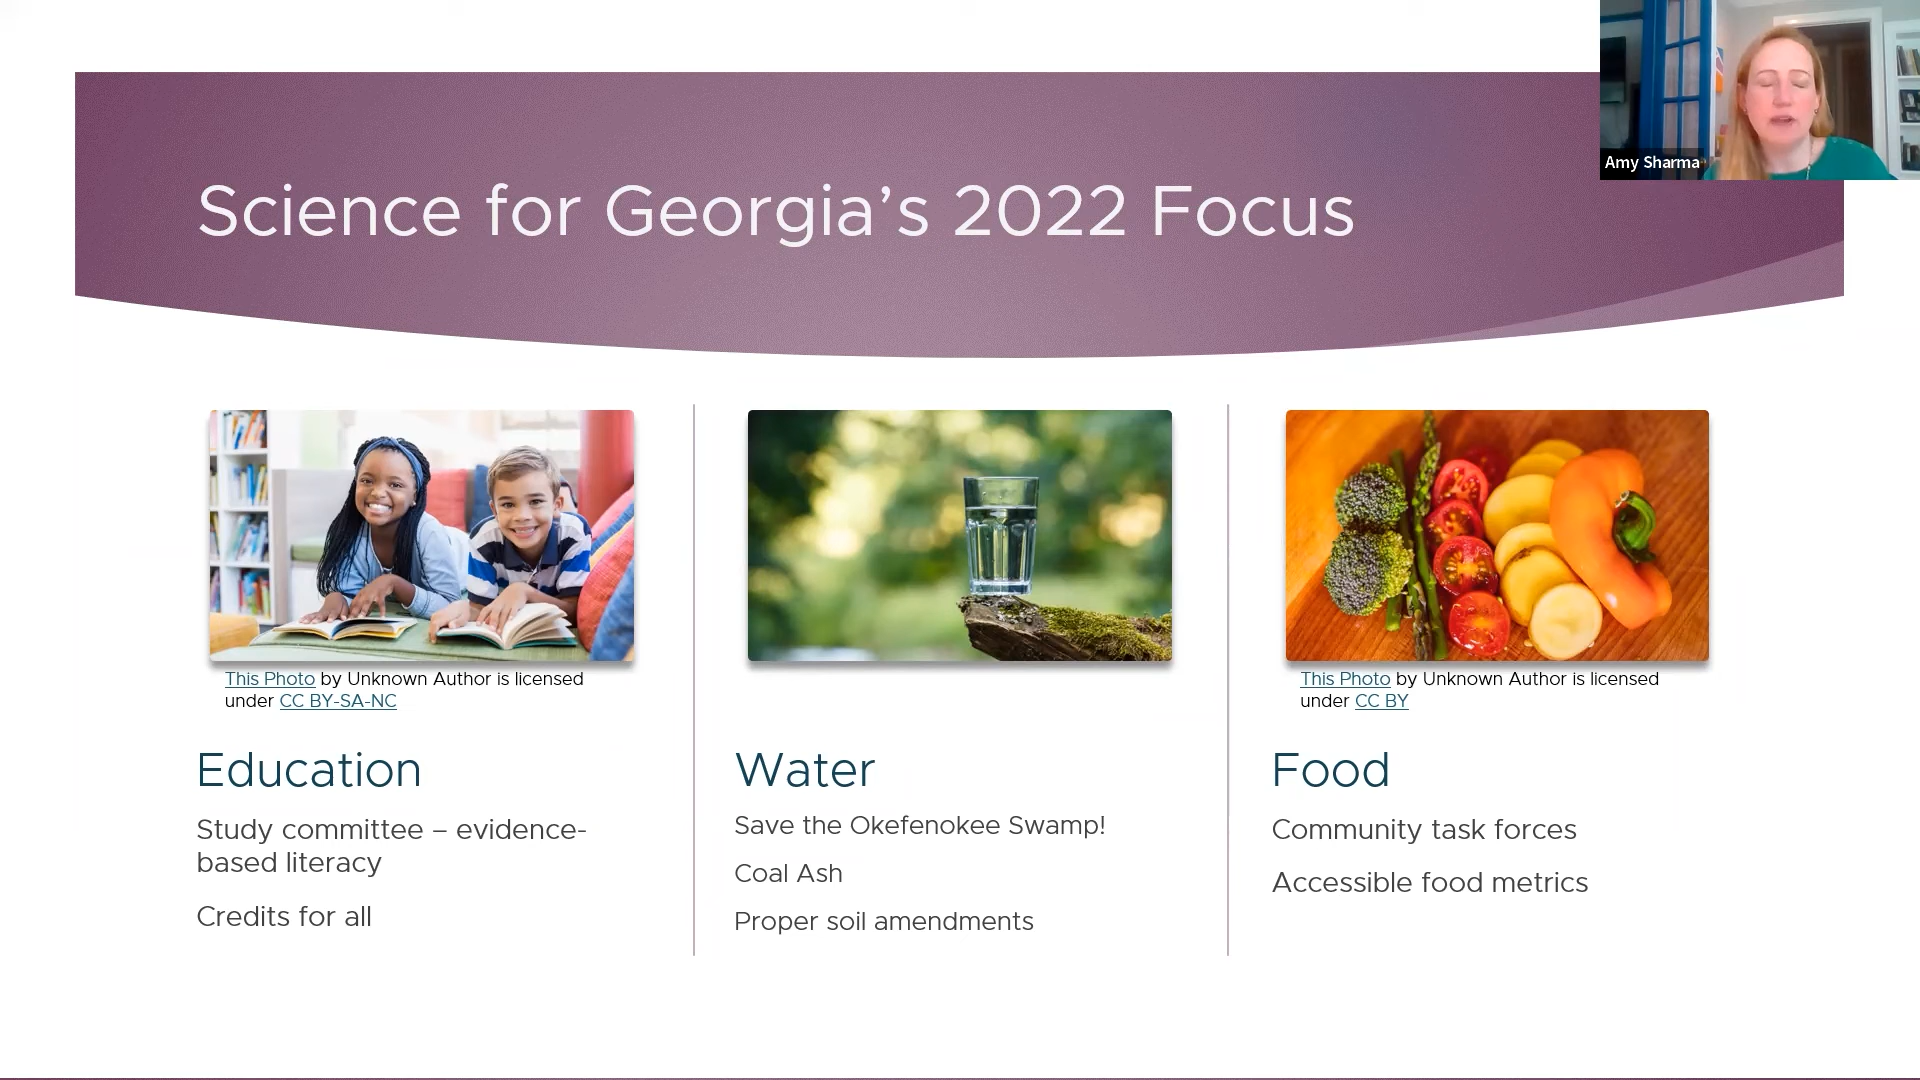 Amy Sharma
Science for Georgia’s 2022 Focus
This Photo by Unknown Author is licensed
under CC BY-SA-NC
Education
Study committee – evidence-
based literacy
Credits for all
Water
Save the Okefenokee Swamp!
Coal Ash
Proper soil amendments
This Photo by Unknown Author is licensed
under CC BY
Food
Community task forces
Accessible food metrics